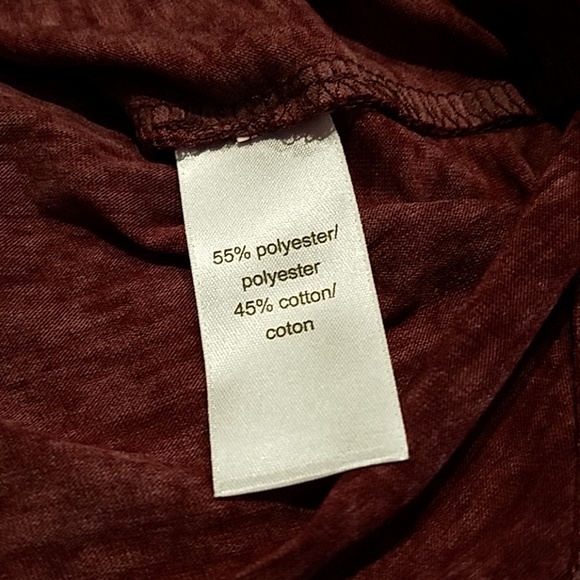 55% polyester/
polyester
45% cotton/
coton